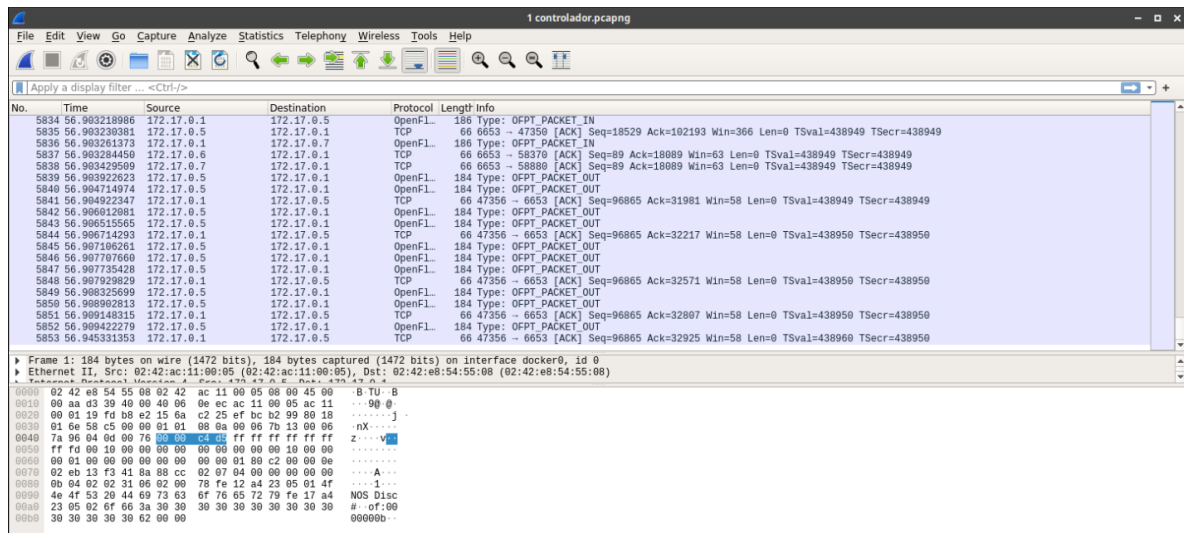 1 controlador.pcapng
File Edit View Go Capture Analyze Statistics Telephony Wireless Tools Help
Apply a display filter ... <Ctrl-/>
No. Time Source Destination Protocol Length Info
5834 56.903218986 172.17.0.1 172.17.0.5 OpenFl… 186 Type: OFPT_PACKET_IN
5835 56.903230381 172.17.0.5 172.17.0.1 TCP 66 6653 → 47350 [ACK] Seq=18529 Ack=102193 Win=366 Len=0 TSval=438949 TSecr=438949
5836 56.903261373 172.17.0.1 172.17.0.7 OpenFl… 186 Type: OFPT_PACKET_IN
5837 56.903284450 172.17.0.6 172.17.0.1 TCP 66 6653 → 58370 [ACK] Seq=89 Ack=18089 Win=63 Len=0 TSval=438949 TSecr=438949
5838 56.903429509 172.17.0.7 172.17.0.1 TCP 66 6653 → 58880 [ACK] Seq=89 Ack=18089 Win=63 Len=0 TSval=438949 TSecr=438949
5839 56.903922623 172.17.0.5 172.17.0.1 OpenFl… 184 Type: OFPT_PACKET_OUT
5840 56.904714974 172.17.0.5 172.17.0.1 OpenFl… 184 Type: OFPT_PACKET_OUT
5841 56.904922347 172.17.0.1 172.17.0.5 TCP 66 47356 → 6653 [ACK] Seq=96865 Ack=31981 Win=58 Len=0 TSval=438949 TSecr=438949
5842 56.906012081 172.17.0.5 172.17.0.1 OpenFl… 184 Type: OFPT_PACKET_OUT
5843 56.906515565 172.17.0.5 172.17.0.1 OpenFl… 184 Type: OFPT_PACKET_OUT
5844 56.906714293 172.17.0.1 172.17.0.5 TCP 66 47356 → 6653 [ACK] Seq=96865 Ack=32217 Win=58 Len=0 TSval=438950 TSecr=438950
5845 56.907106261 172.17.0.5 172.17.0.1 OpenFl… 184 Type: OFPT_PACKET_OUT
5846 56.907707660 172.17.0.5 172.17.0.1 OpenFl… 184 Type: OFPT_PACKET_OUT
5847 56.907735428 172.17.0.5 172.17.0.1 OpenFl… 184 Type: OFPT_PACKET_OUT
5848 56.907929829 172.17.0.1 172.17.0.5 TCP 66 47356 → 6653 [ACK] Seq=96865 Ack=32571 Win=58 Len=0 TSval=438950 TSecr=438950
5849 56.908325699 172.17.0.5 172.17.0.1 OpenFl… 184 Type: OFPT_PACKET_OUT
5850 56.908902813 172.17.0.5 172.17.0.1 OpenFl… 184 Type: OFPT_PACKET_OUT
5851 56.909148315 172.17.0.1 172.17.0.5 TCP 66 47356 → 6653 [ACK] Seq=96865 Ack=32807 Win=58 Len=0 TSval=438950 TSecr=438950
5852 56.909422279 172.17.0.5 172.17.0.1 OpenFl… 184 Type: OFPT_PACKET_OUT
5853 56.945331353 172.17.0.1 172.17.0.5 TCP 66 47356 → 6653 [ACK] Seq=96865 Ack=32925 Win=58 Len=0 TSval=438960 TSecr=438950
Frame 1: 184 bytes on wire (1472 bits), 184 bytes captured (1472 bits) on interface docker0, id 0
Ethernet II, Src: 02:42:ac:11:00:05 (02:42:ac:11:00:05), Dst: 02:42:e8:54:55:08 (02:42:e8:54:55:08)
0000 02 42 e8 54 55 08 02 42 ac 11 00 05 08 00 45 00 ·B·TU··B ······E·
0010 00 aa d3 39 40 00 40 06 0e ec ac 11 00 05 ac 11 ···9@·@·
0020 00 01 19 fd b8 e2 15 6a c2 25 ef bc b2 99 80 18 ·······j ·
0030 01 6e 58 c5 00 00 01 01 08 0a 00 06 7b 13 00 06 ·nX·····
0040 7a 96 04 0d 00 76 00 00 c4 d5 ff ff ff ff ff ff z····v··
0050 ff fd 00 10 00 00 00 00 00 00 00 00 10 00 00 00 ········
0060 00 01 00 00 00 00 00 00 00 01 80 c2 00 00 0e ········
0070 02 eb 13 f3 41 8a 88 cc 02 07 04 00 00 00 00 00 ····A···
0080 0b 04 02 02 31 06 02 00 78 fe 12 a4 23 05 01 4f ····1···
0090 4e 4f 53 20 44 69 73 63 6f 76 65 72 79 fe 17 a4 NOS Disc
00a0 23 05 02 6f 66 3a 30 30 30 30 30 30 30 30 30 30 #··of:00
00b0 30 30 30 30 30 62 00 00 00000b··